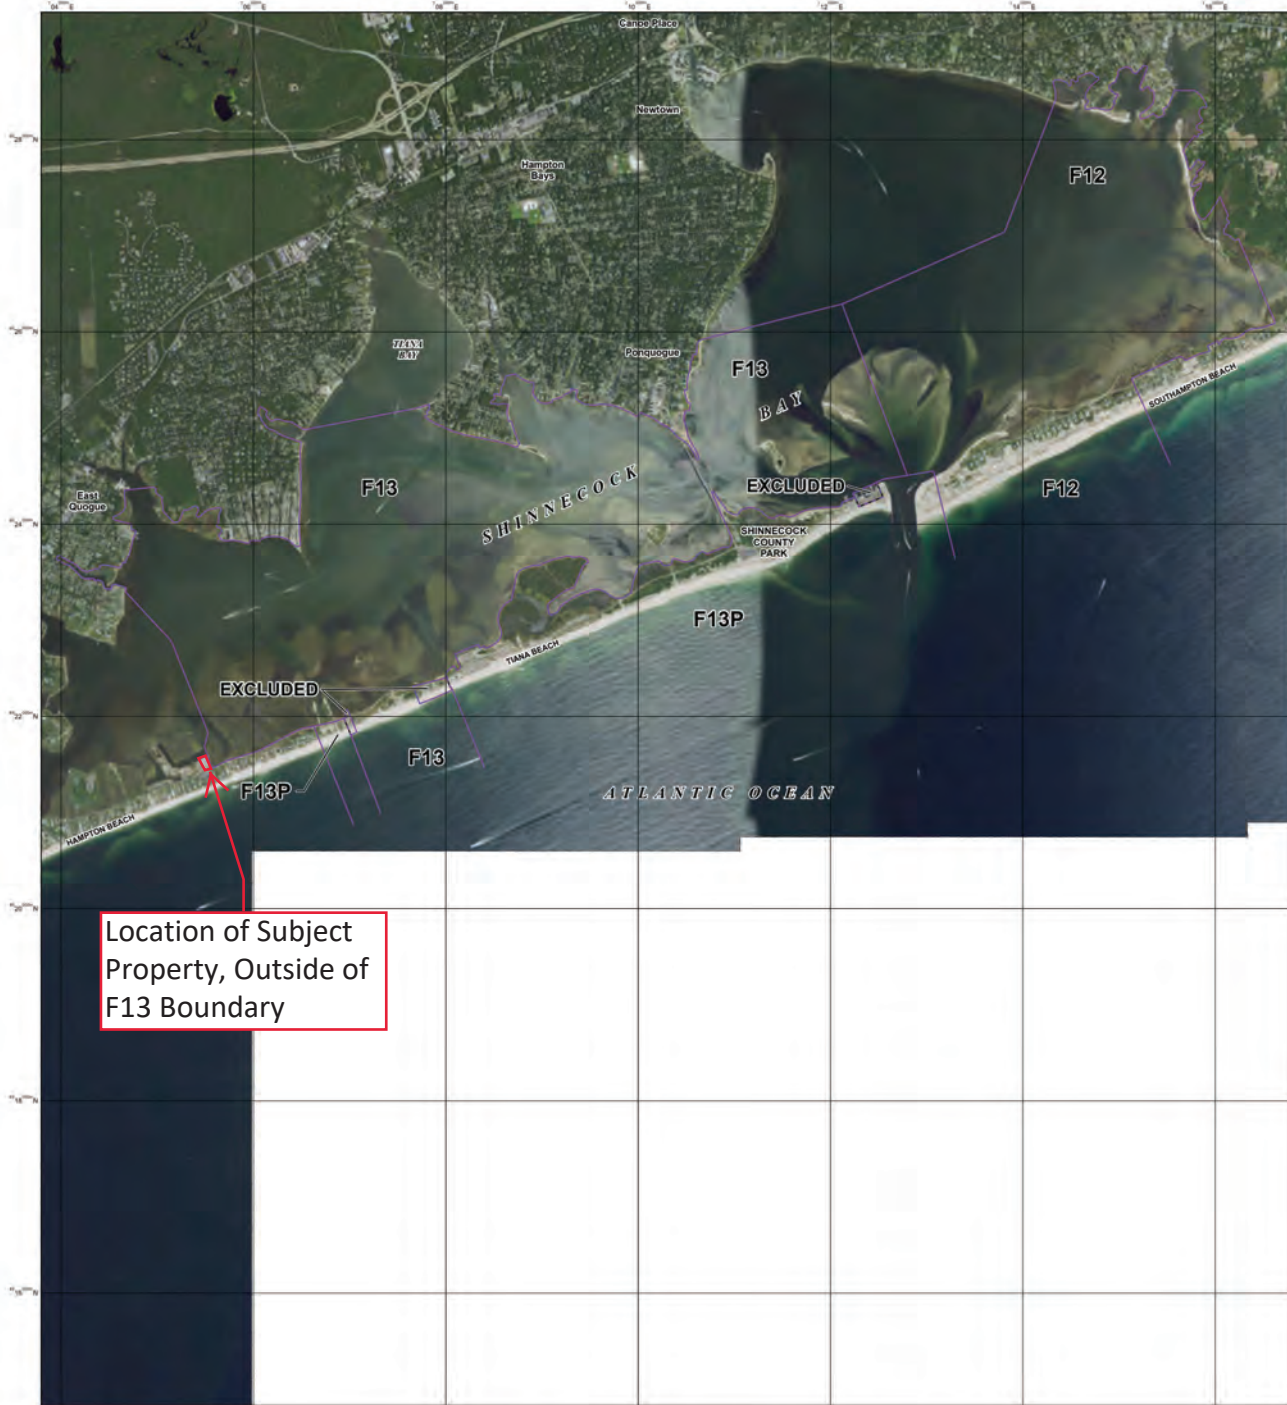 Canoe Place
Newtown
Hampton
Bays
F12
TIANA
BAY
Ponquogue
F13
BAY
SOUTHAMPTON BEACH
East
Quogue
F13
SHINNECOCK
EXCLUDED
F12
SHINNECOCK
COUNTY
PARK
F13P
TIANA BEACH
EXCLUDED
F13
F13P
ATLANTIC OCEAN
HAMPTON BEACH
Location of Subject
Property, Outside of
F13 Boundary